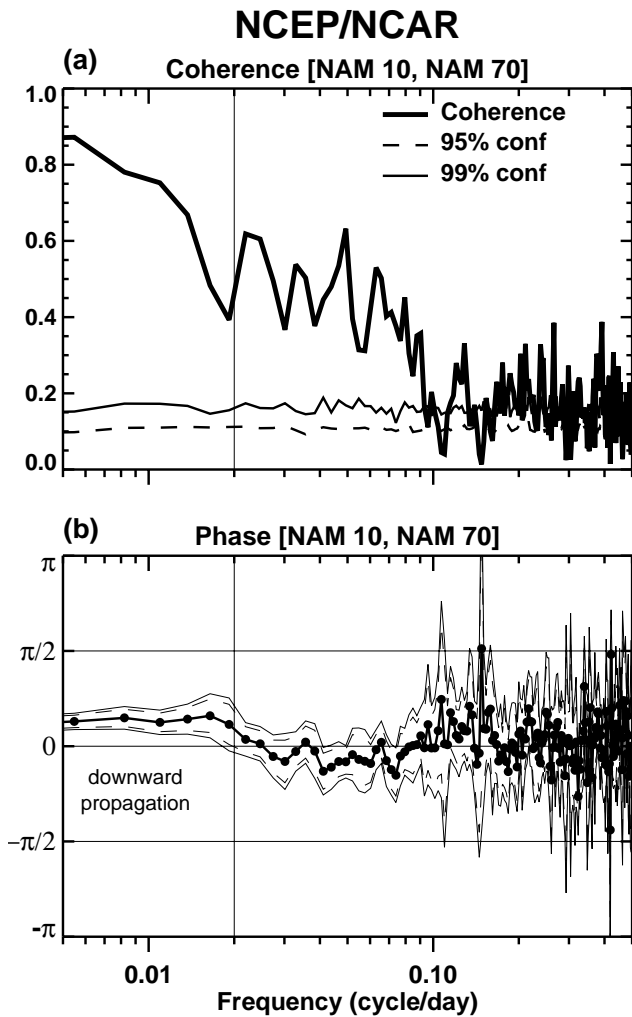 NCEP/NCAR
(a)
Coherence [NAM 10, NAM 70]
1.0
0.8
0.6
0.4
0.2
0.0
Coherence
95% conf
99% conf
(b)
Phase [NAM 10, NAM 70]
π
π/2
0
−π/2
-π
downward
propagation
0.01
0.10
Frequency (cycle/day)